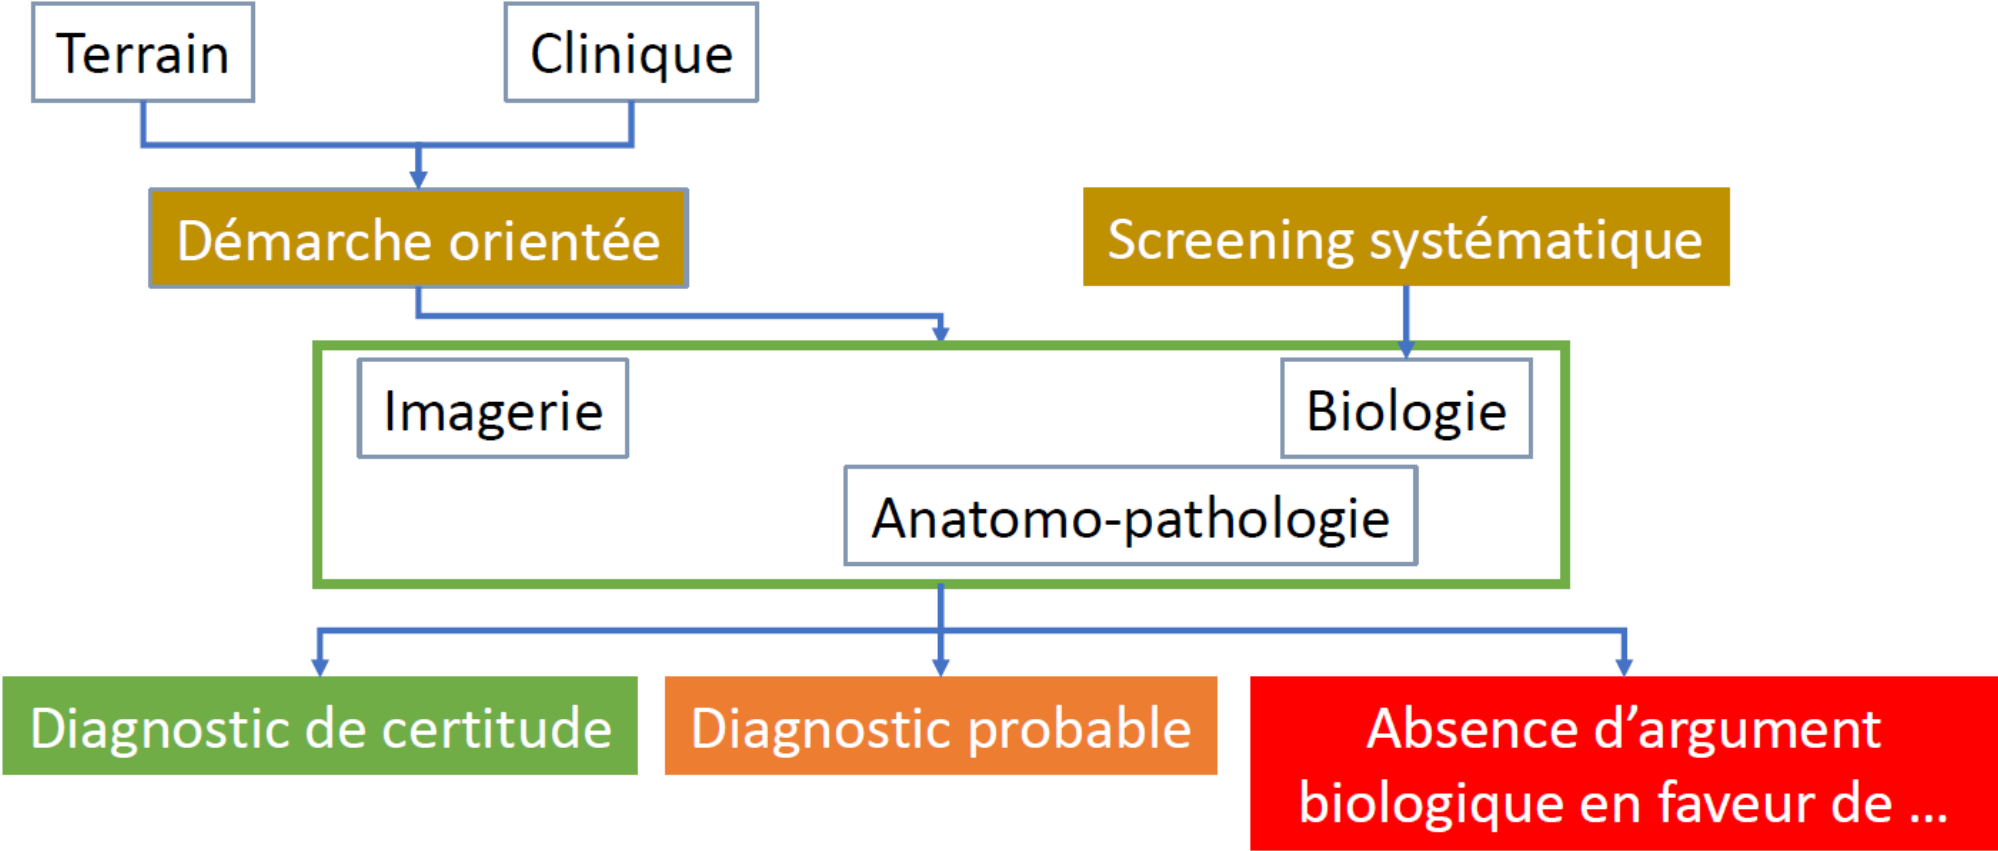 Terrain
Clinique
Démarche orientée
Screening systématique
Imagerie
Biologie
Anatomo-pathologie
Diagnostic de certitude
Diagnostic probable
Absence d’argument
biologique en faveur de ...